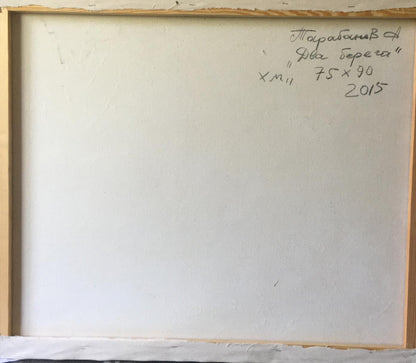 Тарабанов А
„Два берега"
х м,, 75 х 90
2015